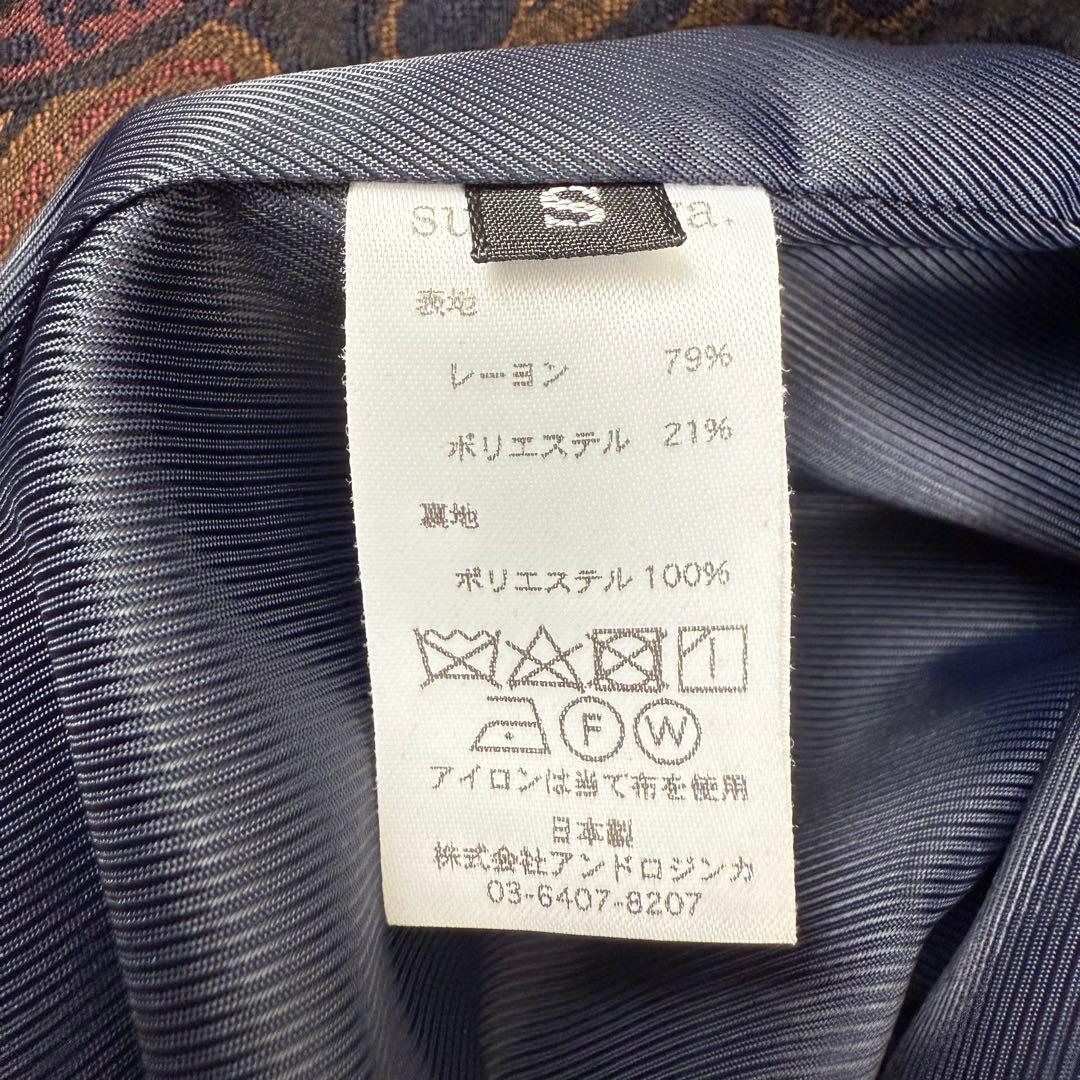 S
表地
レーヨン 79%
ポリエステル 21%
裏地
ポリエステル 100%
F W
アイロンは当て布を使用
日本製
株式会社アンドロジンカ
03-6407-8207